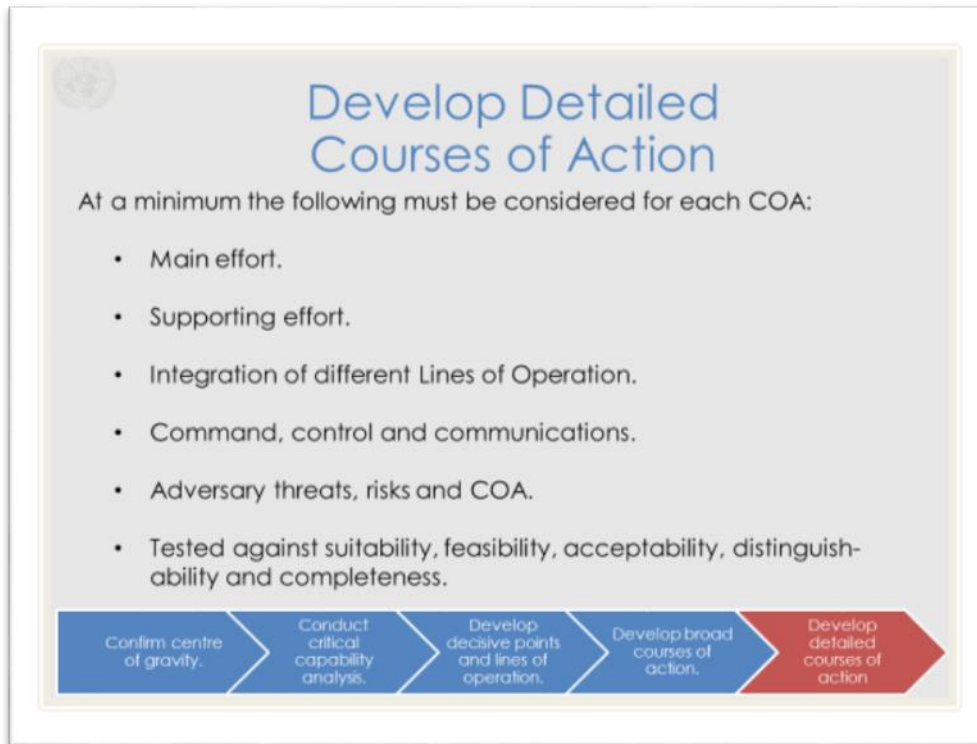 Develop Detailed
Courses of Action
At a minimum the following must be considered for each COA:
• Main effort.
• Supporting effort.
• Integration of different Lines of Operation.
• Command, control and communications.
• Adversary threats, risks and COA.
• Tested against suitability, feasibility, acceptability, distinguish-
ability and completeness.
Confirm centre
of gravity.
Conduct
critical
capability
analysis.
Develop
decisive points
and lines of
operation.
Develop broad
courses of
action.
Develop
detailed
courses of
action